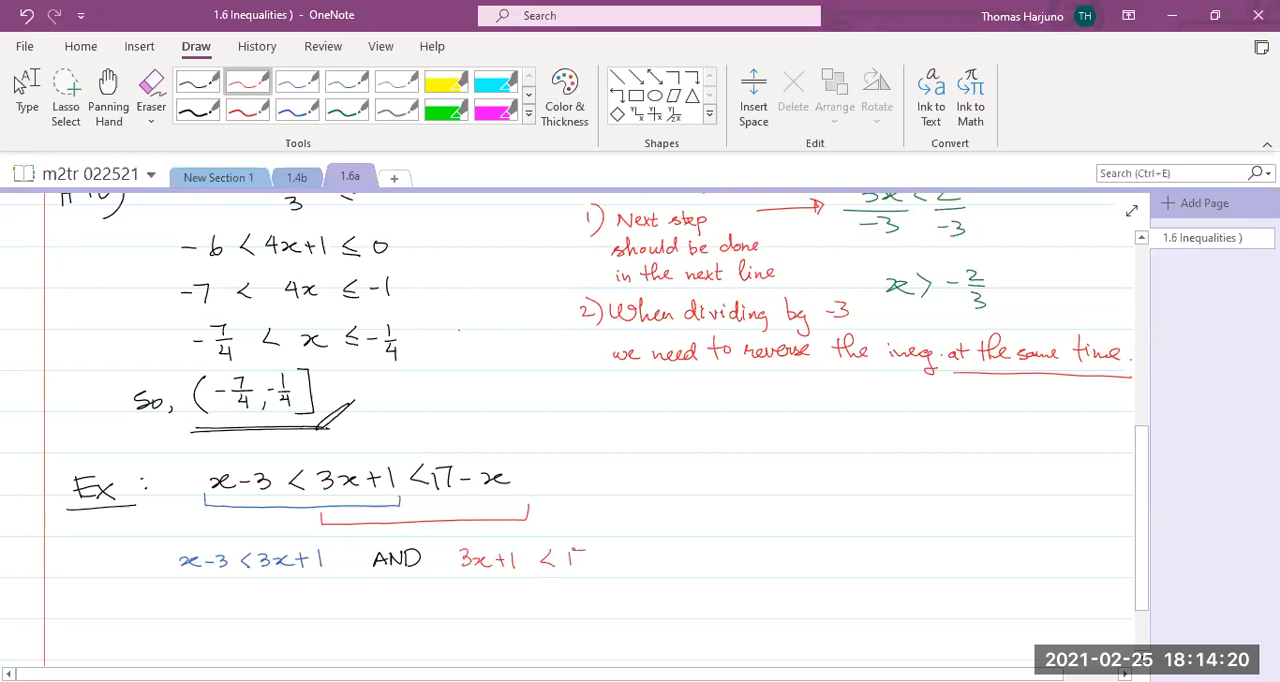 1.6 Inequalities ) - OneNote
Search
Thomas Harjuno TH
File Home Insert Draw View History Review View Help
Type Lasso Select Panning Hand Eraser
Color & Thickness
Insert Space Delete Arrange Rotate
Ink to Text Ink to Math
Tools Shapes Edit Convert
m2tr 022521 New Section 1 1.4b 1.6a +
Search (Ctrl+E)
+ Add Page
1.6 Inequalities )
3 ≤
- 6 < 4x+1 ≤ 0
-7 < 4x ≤ -1
-7/4 < x ≤ -1/4
So, (-7/4, -1/4]
3x < 2
-3 -3
1) Next step
should be done
in the next line
x > -2/3
2) When dividing by -3
we need to reverse the ineq. at the same time.
Ex : x-3 < 3x+1 < 17-x
x-3 < 3x+1 AND 3x+1 < 1
2021-02-25 18:14:20